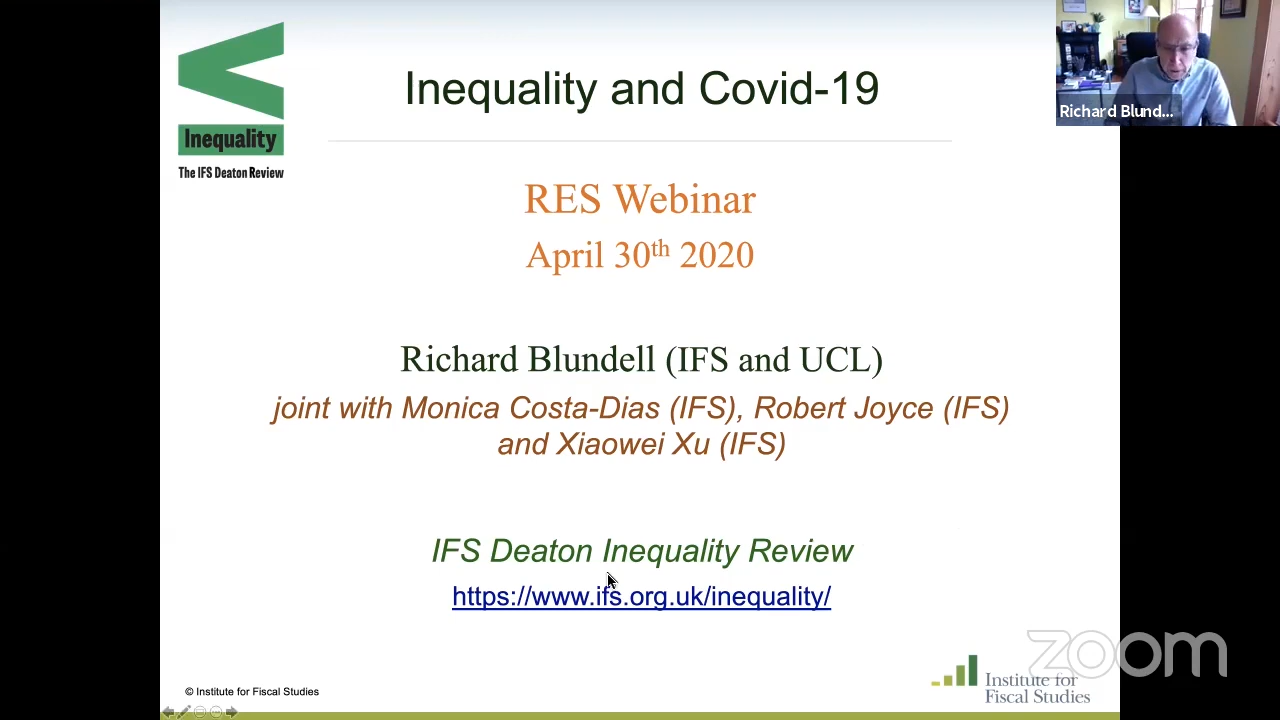 Inequality and Covid-19
Richard Blund...
Inequality
The IFS Deaton Review
RES Webinar
April 30th 2020
Richard Blundell (IFS and UCL)
joint with Monica Costa-Dias (IFS), Robert Joyce (IFS)
and Xiaowei Xu (IFS)
IFS Deaton Inequality Review
https://www.ifs.org.uk/inequality/
zoom
Institute for
Fiscal Studies
© Institute for Fiscal Studies